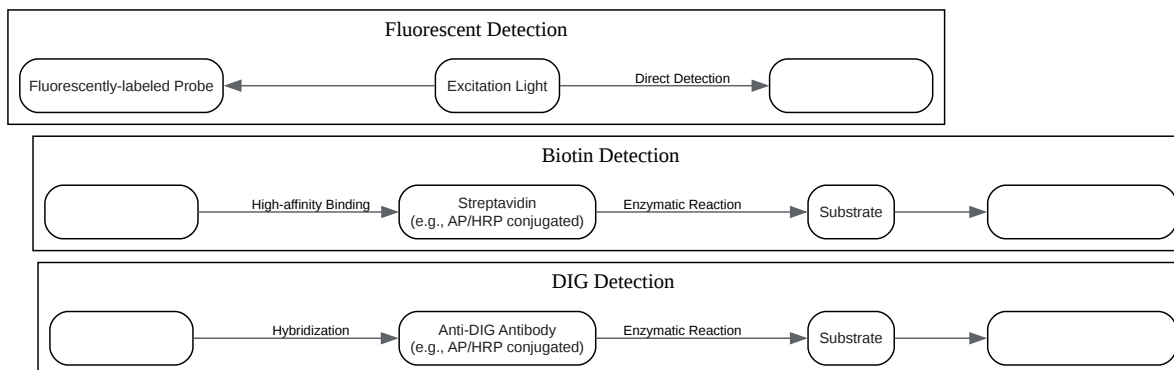 Fluorescent Detection
Fluorescently-labeled Probe
Excitation Light
Direct Detection
Biotin Detection
High-affinity Binding
Streptavidin
(e.g., AP/HRP conjugated)
Enzymatic Reaction
Substrate
DIG Detection
Hybridization
Anti-DIG Antibody
(e.g., AP/HRP conjugated)
Enzymatic Reaction
Substrate